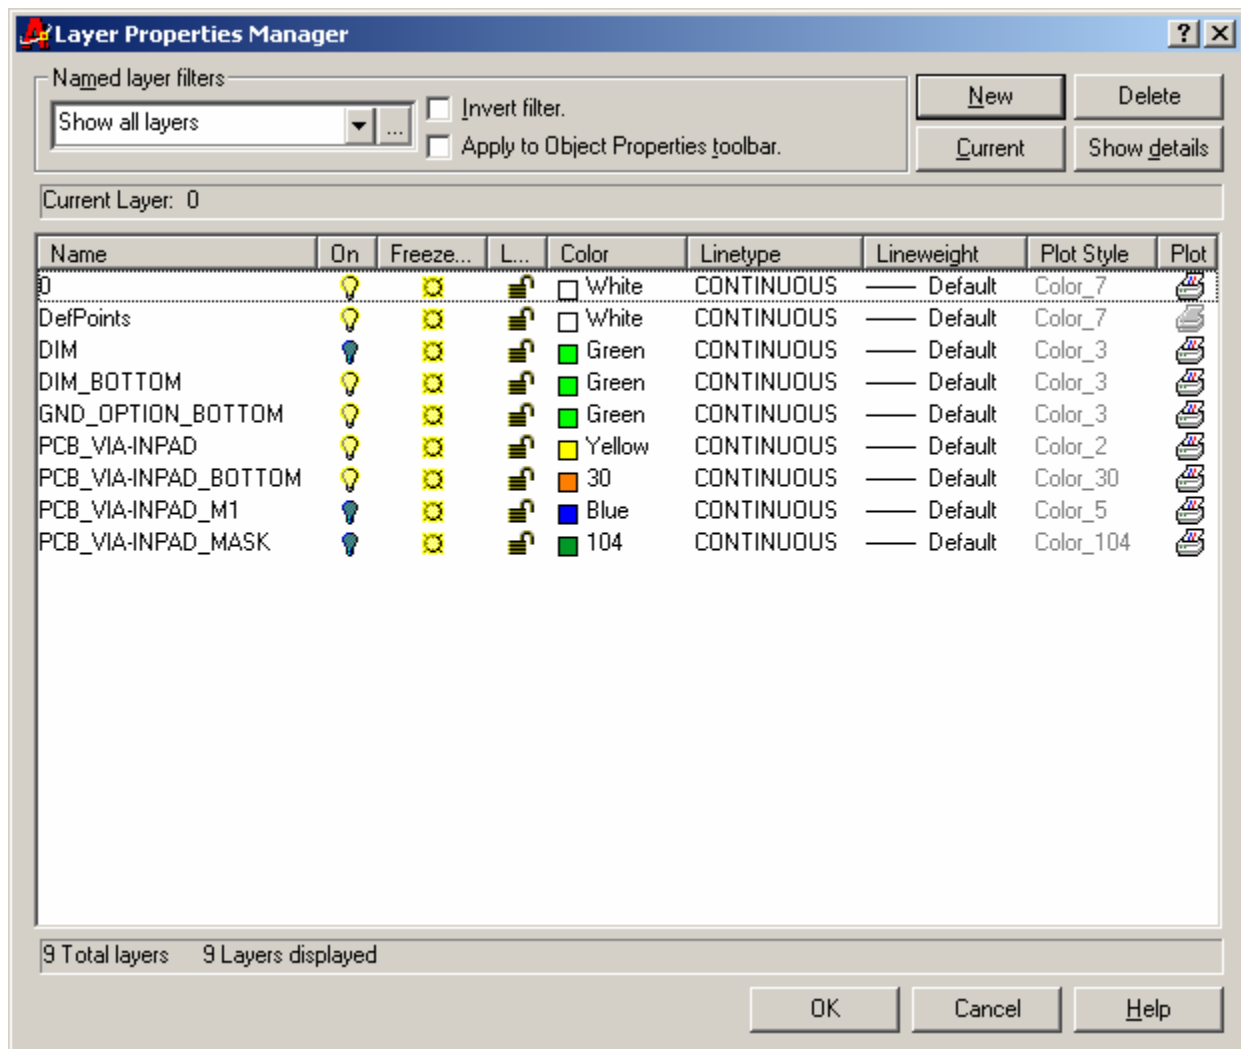 Layer Properties Manager
Named layer filters
Show all layers
...
Invert filter.
Apply to Object Properties toolbar.
New
Delete
Current
Show details
Current Layer: 0
Name On Freeze... L... Color Linetype Lineweight Plot Style Plot
0 White CONTINUOUS Default Color_7
DefPoints White CONTINUOUS Default Color_7
DIM Green CONTINUOUS Default Color_3
DIM_BOTTOM Green CONTINUOUS Default Color_3
GND_OPTION_BOTTOM Green CONTINUOUS Default Color_3
PCB_VIA-INPAD Yellow CONTINUOUS Default Color_2
PCB_VIA-INPAD_BOTTOM 30 CONTINUOUS Default Color_30
PCB_VIA-INPAD_M1 Blue CONTINUOUS Default Color_5
PCB_VIA-INPAD_MASK 104 CONTINUOUS Default Color_104
9 Total layers 9 Layers displayed
OK Cancel Help